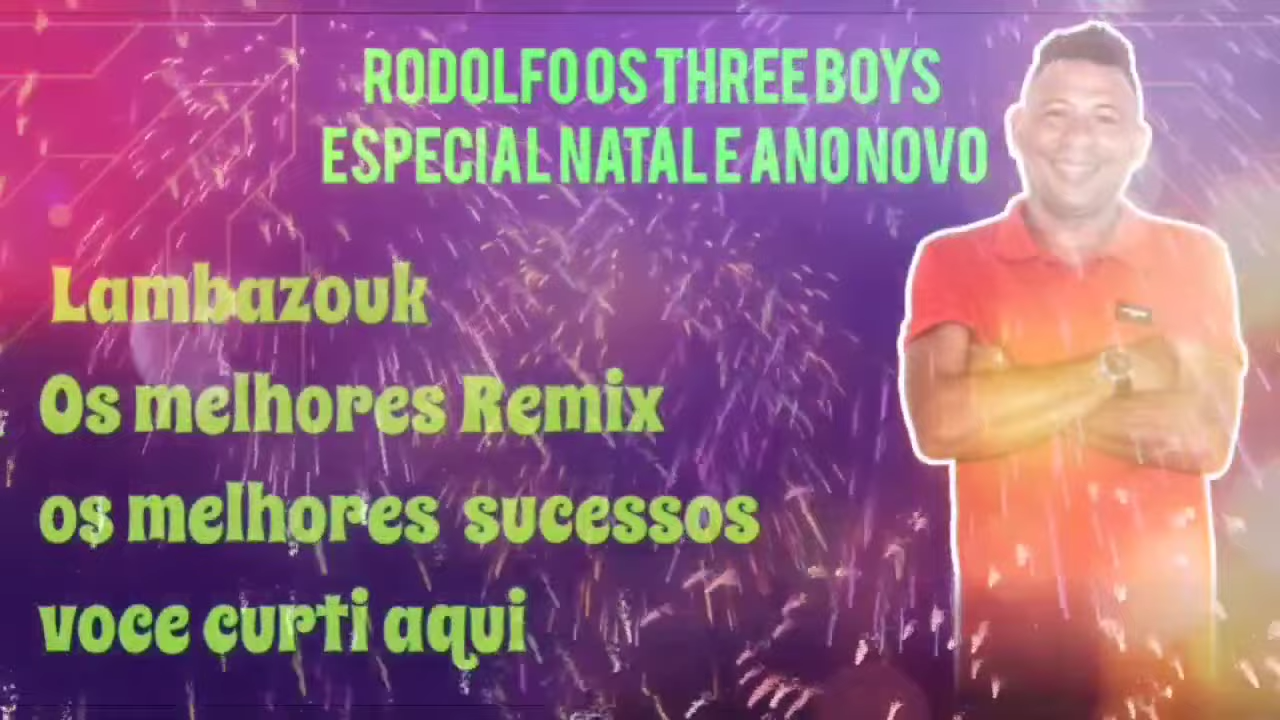 RODOLFO OS THREE BOYS
ESPECIAL NATAL E ANO NOVO
Lambazouk
Os melhores Remix
os melhores sucessos
voce curti aqui